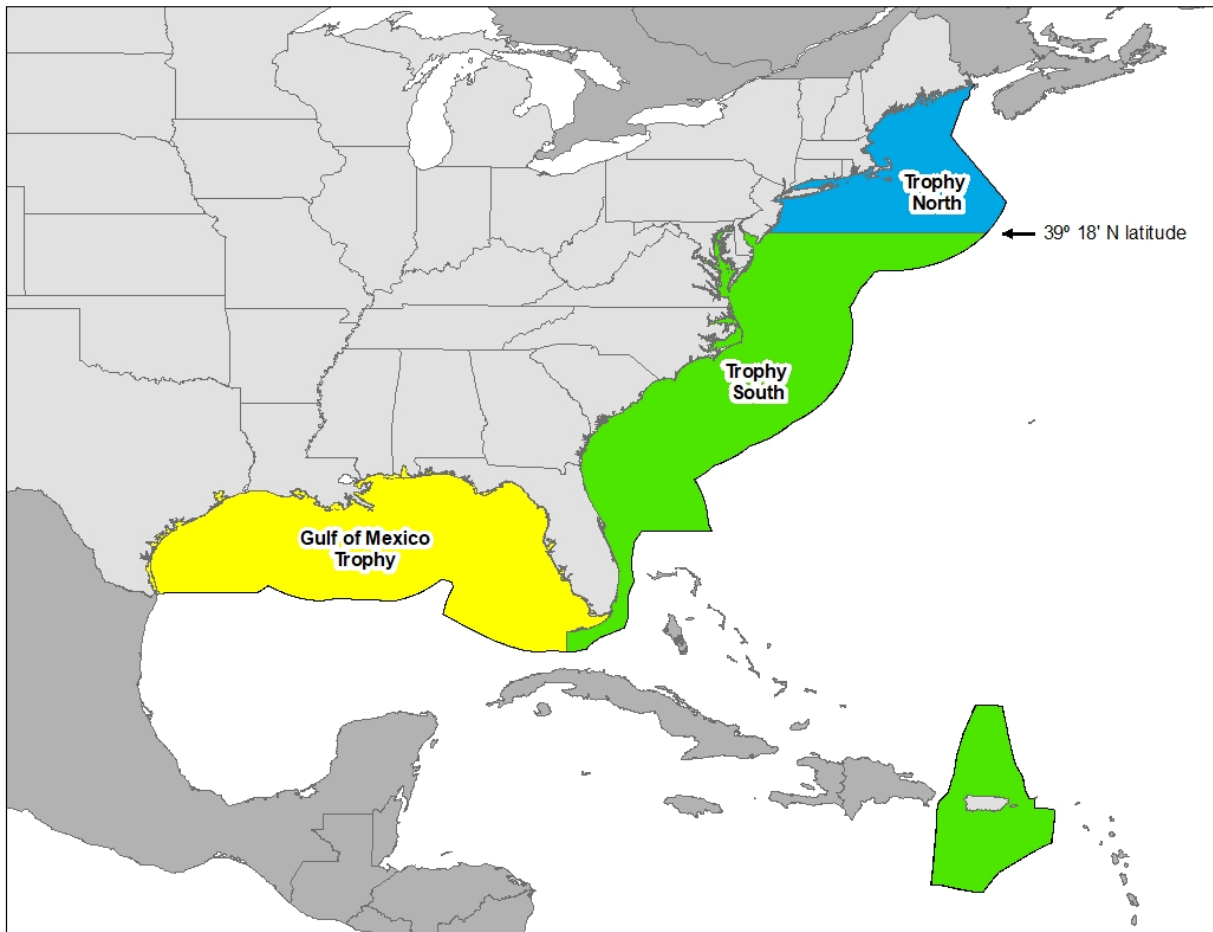 Trophy
North
39º 18' N latitude
Trophy
South
Gulf of Mexico
Trophy